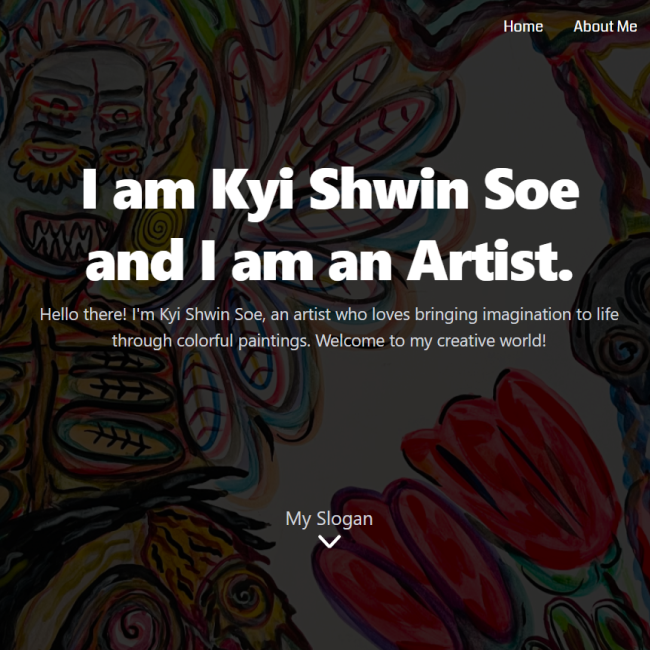 Home About Me
I am Kyi Shwin Soe
and I am an Artist.
Hello there! I'm Kyi Shwin Soe, an artist who loves bringing imagination to life
through colorful paintings. Welcome to my creative world!
My Slogan